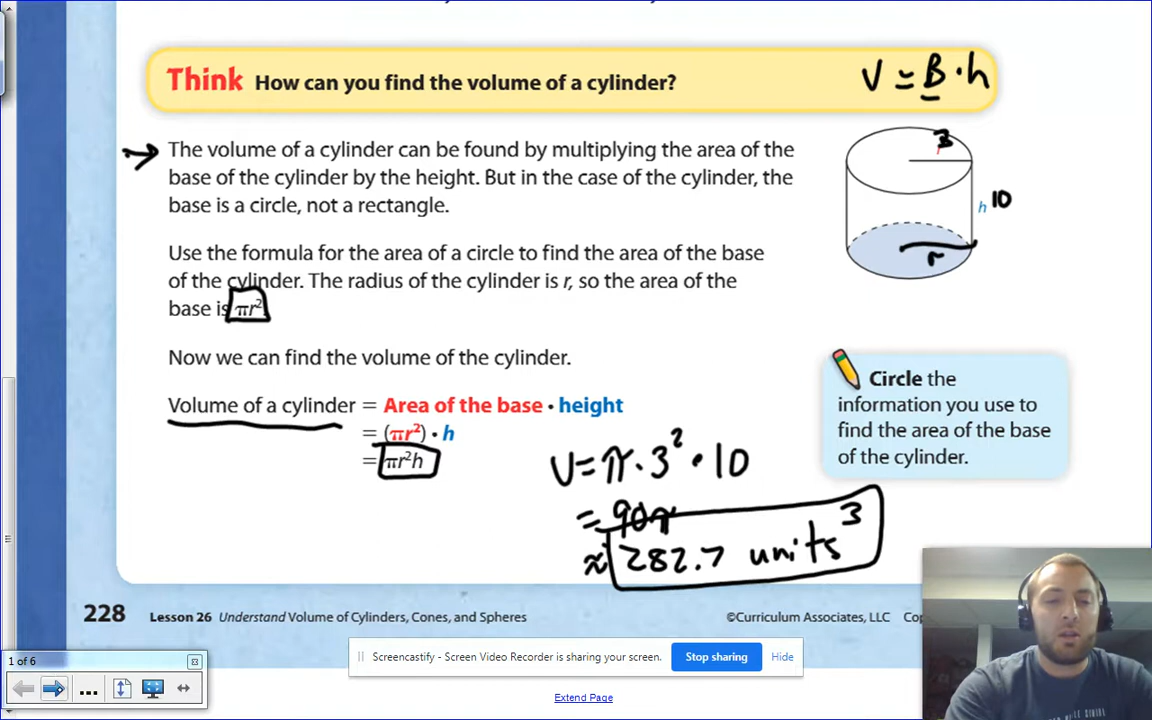 Think How can you find the volume of a cylinder?
V = B · h
The volume of a cylinder can be found by multiplying the area of the
base of the cylinder by the height. But in the case of the cylinder, the
base is a circle, not a rectangle.
3
h 10
r
Use the formula for the area of a circle to find the area of the base
of the cylinder. The radius of the cylinder is r, so the area of the
base is πr²
Now we can find the volume of the cylinder.
Volume of a cylinder = Area of the base · height
= (πr²) · h
= πr²h
Circle the
information you use to
find the area of the base
of the cylinder.
V = π · 3² · 10
= 90π
≈ 282.7 units³
228 Lesson 26 Understand Volume of Cylinders, Cones, and Spheres
©Curriculum Associates, LLC
1 of 6
Screencastify - Screen Video Recorder is sharing your screen.
Stop sharing
Hide
Extend Page